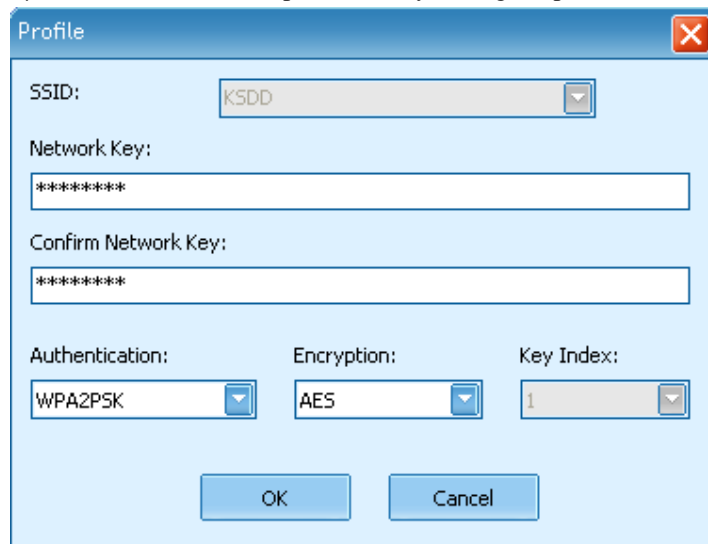 Profile
SSID: KSDD
Network Key:
********
Confirm Network Key:
********
Authentication: Encryption: Key Index:
WPA2PSK AES 1
OK Cancel